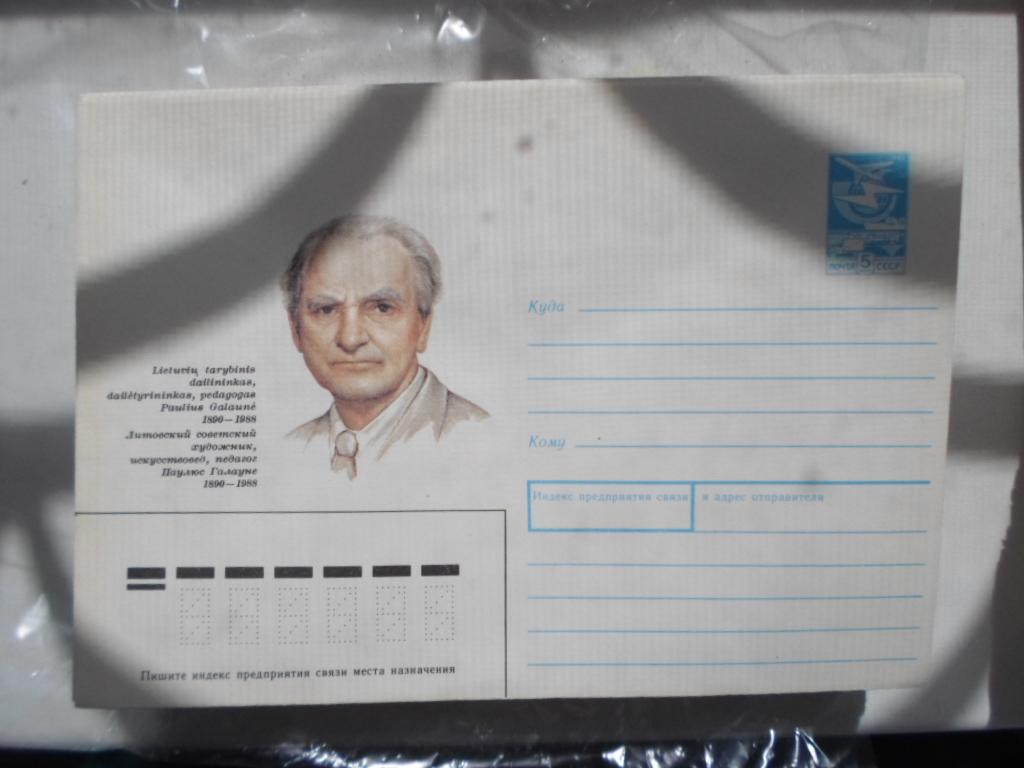 ПОЧТА 5 СССР
Lietuvių tarybinis
dailininkas,
dailėtyrininkas, pedagogas
Paulius Galaunė
1890—1988
Литовский советский
художник,
искусствовед, педагог
Паулюс Галауне
1890—1988
Куда
Кому
Индекс предприятия связи и адрес отправителя
Пишите индекс предприятия связи места назначения